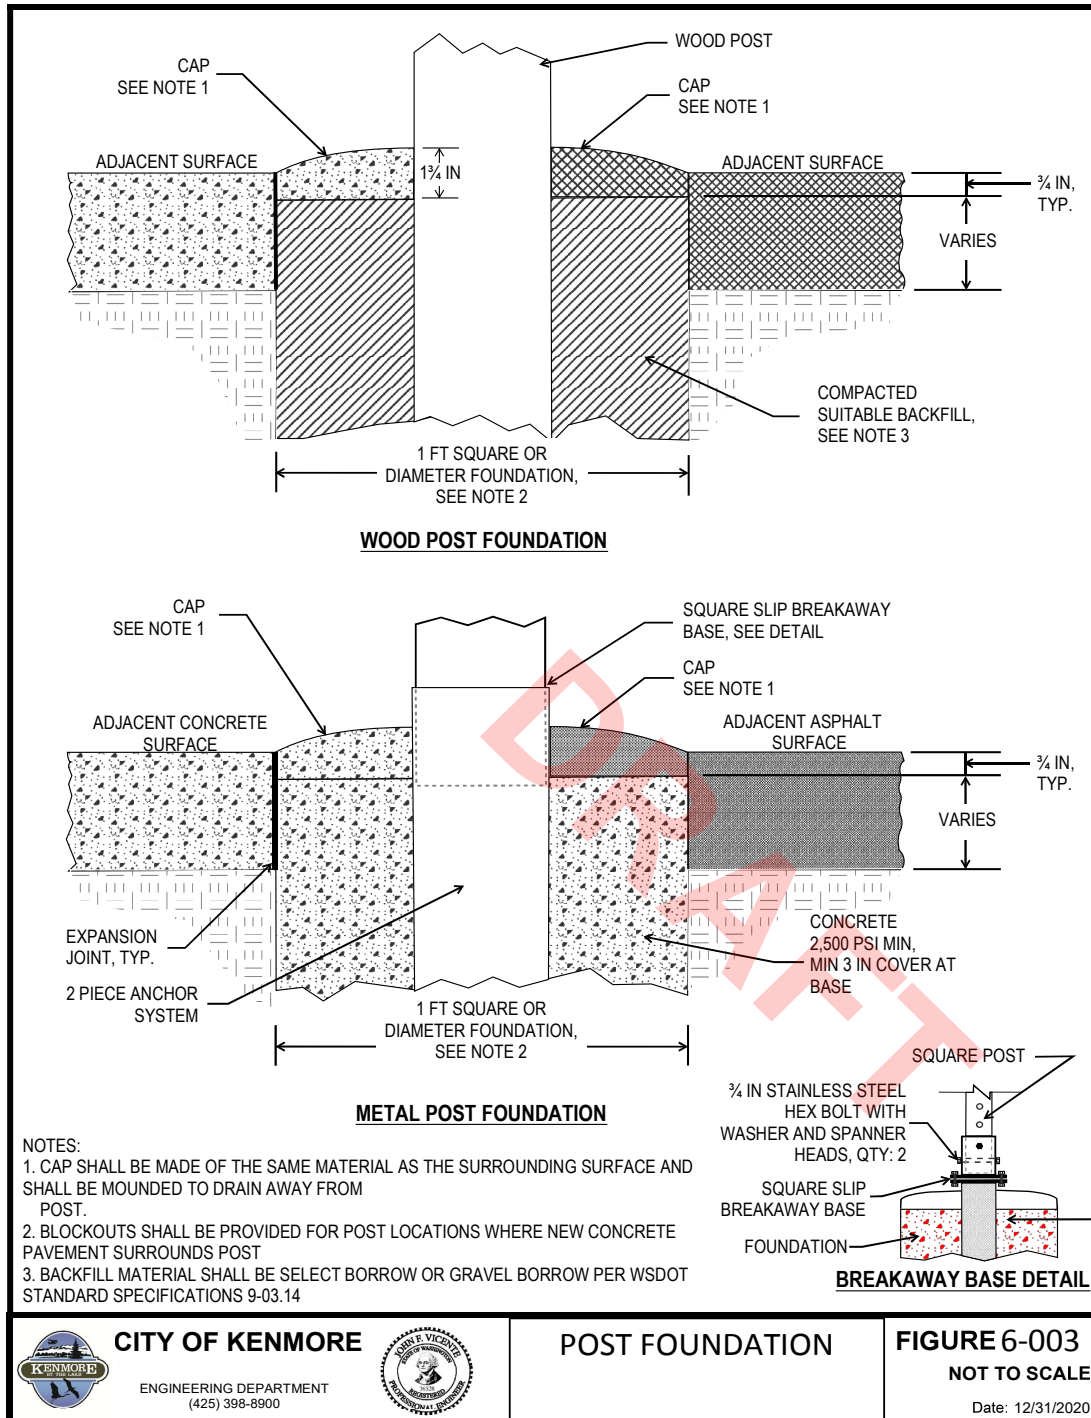 WOOD POST
CAP
SEE NOTE 1
CAP
SEE NOTE 1
ADJACENT SURFACE
1¾ IN
ADJACENT SURFACE
¾ IN,
TYP.
VARIES
COMPACTED
SUITABLE BACKFILL,
SEE NOTE 3
1 FT SQUARE OR
DIAMETER FOUNDATION,
SEE NOTE 2
WOOD POST FOUNDATION
CAP
SEE NOTE 1
SQUARE SLIP BREAKAWAY
BASE, SEE DETAIL
CAP
SEE NOTE 1
ADJACENT CONCRETE
SURFACE
ADJACENT ASPHALT
SURFACE
¾ IN,
TYP.
VARIES
EXPANSION
JOINT, TYP.
2 PIECE ANCHOR
SYSTEM
CONCRETE
2,500 PSI MIN,
MIN 3 IN COVER AT
BASE
1 FT SQUARE OR
DIAMETER FOUNDATION,
SEE NOTE 2
METAL POST FOUNDATION
DRAFT
SQUARE POST
¾ IN STAINLESS STEEL
HEX BOLT WITH
WASHER AND SPANNER
HEADS, QTY: 2
SQUARE SLIP
BREAKAWAY BASE
FOUNDATION
BREAKAWAY BASE DETAIL
NOTES:
1. CAP SHALL BE MADE OF THE SAME MATERIAL AS THE SURROUNDING SURFACE AND
SHALL BE MOUNDED TO DRAIN AWAY FROM
POST.
2. BLOCKOUTS SHALL BE PROVIDED FOR POST LOCATIONS WHERE NEW CONCRETE
PAVEMENT SURROUNDS POST
3. BACKFILL MATERIAL SHALL BE SELECT BORROW OR GRAVEL BORROW PER WSDOT
STANDARD SPECIFICATIONS 9-03.14
KENMORE
BY THE LAKE
CITY OF KENMORE
ENGINEERING DEPARTMENT
(425) 398-8900
JOHN F. VICENTE
STATE OF WASHINGTON
36528
REGISTERED
PROFESSIONAL ENGINEER
POST FOUNDATION
FIGURE 6-003
NOT TO SCALE
Date: 12/31/2020